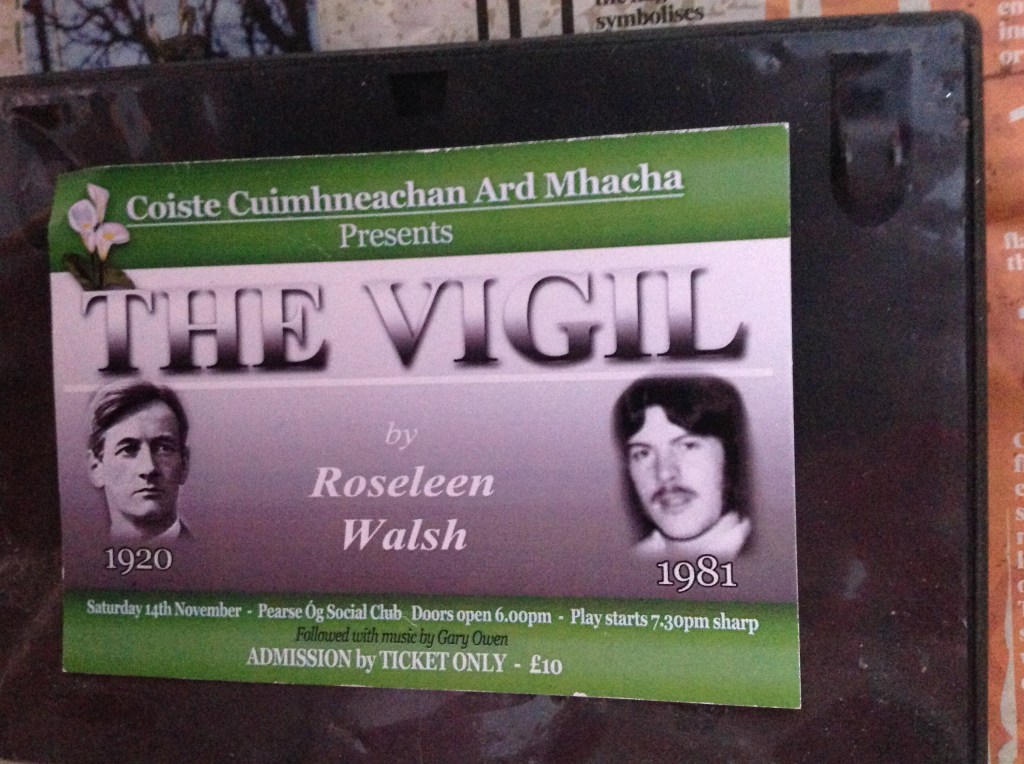 symbolises
Coiste Cuimhneachan Ard Mhacha
Presents
THE VIGIL
by
Roseleen
Walsh
1920
1981
Saturday 14th November - Pearse Óg Social Club Doors open 6.00pm - Play starts 7.30pm sharp
Followed with music by Gary Owen
ADMISSION by TICKET ONLY - £10